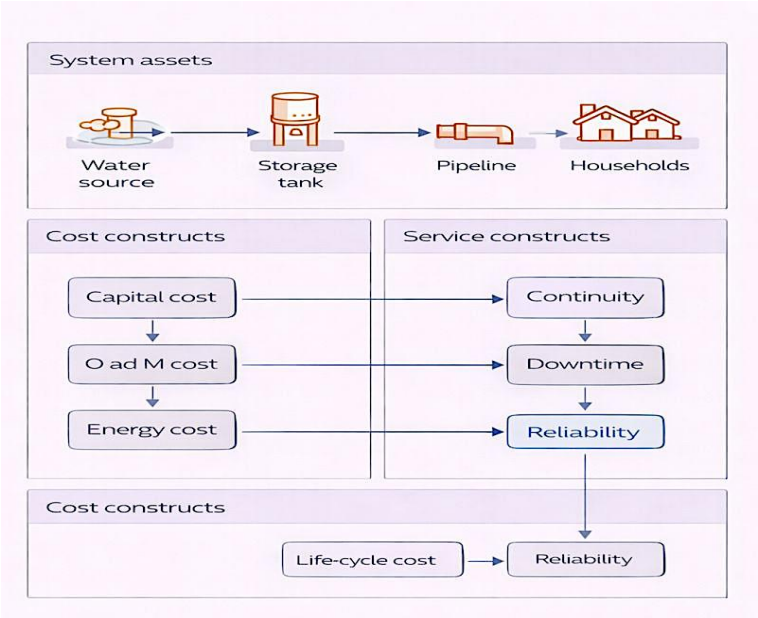 System assets
Water
source
Storage
tank
Pipeline
Households
Cost constructs
Capital cost
O ad M cost
Energy cost
Service constructs
Continuity
Downtime
Reliability
Cost constructs
Life-cycle cost
Reliability